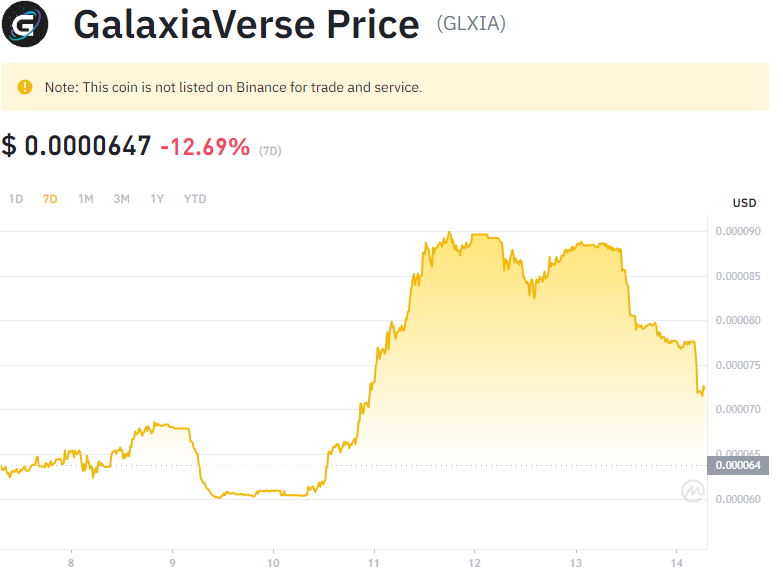 GalaxiaVerse Price (GLXIA)
Note: This coin is not listed on Binance for trade and service.
$ 0.0000647 -12.69% (7D)
1D 7D 1M 3M 1Y YTD
USD
0.000090
0.000085
0.000080
0.000075
0.000070
0.000065
0.000064
0.000060
8 9 10 11 12 13 14